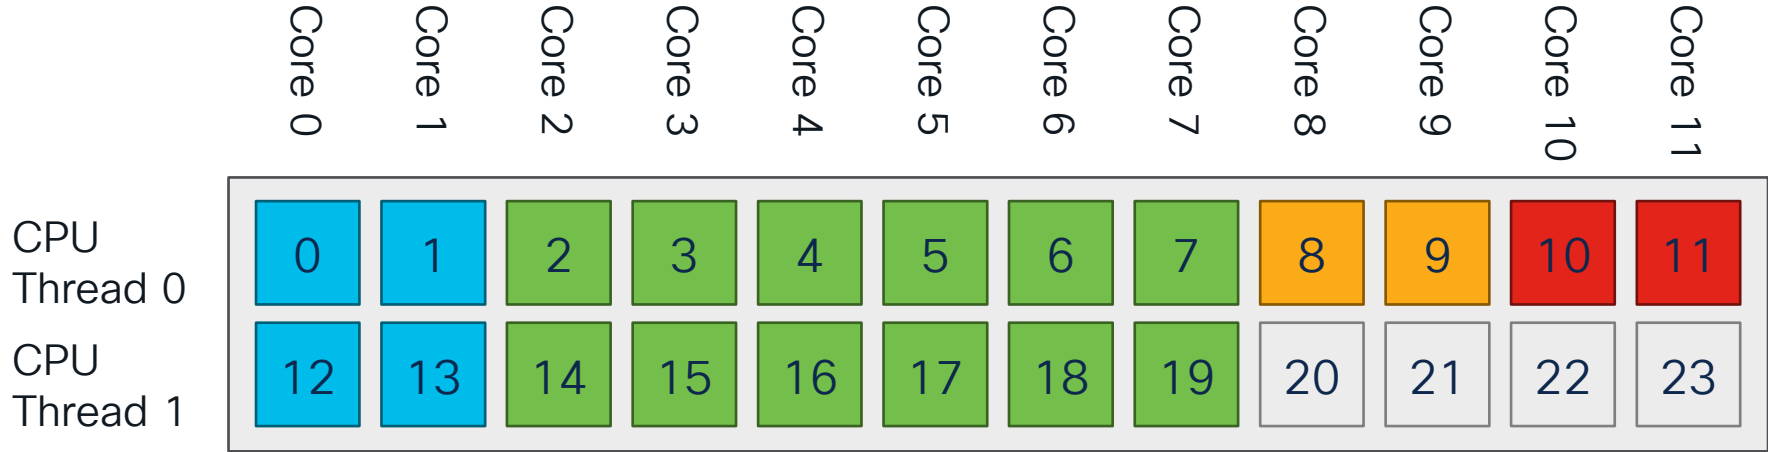 Core 0
Core 1
Core 2
Core 3
Core 4
Core 5
Core 6
Core 7
Core 8
Core 9
Core 10
Core 11
CPU
Thread 0
0 1 2 3 4 5 6 7 8 9 10 11
CPU
Thread 1
12 13 14 15 16 17 18 19 20 21 22 23